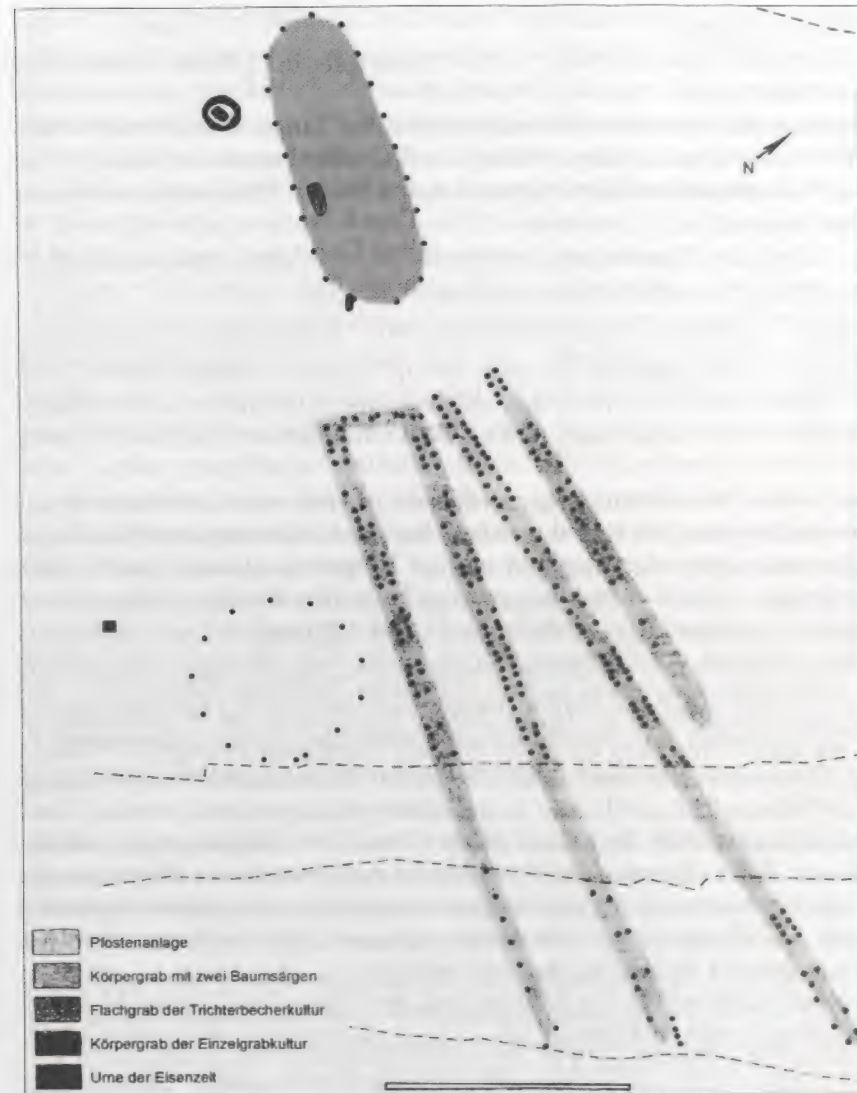 N
Pfostenanlage
Körpergrab mit zwei Baumsärgen
Flachgrab der Trichterbecherkultur
Körpergrab der Einzelgrabkultur
Urne der Eisenzeit